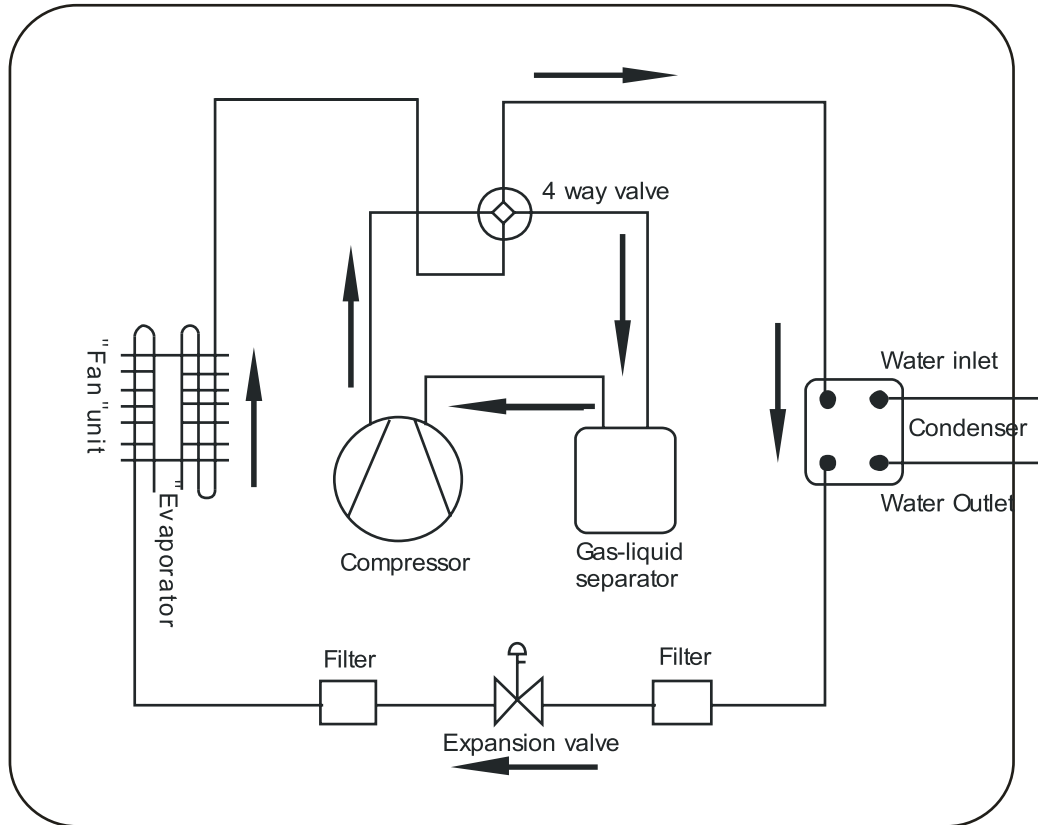 4 way valve
"Fan"unit
"Evaporator
Water inlet
Condenser
Water Outlet
Compressor
Gas-liquid
separator
Filter
Filter
Expansion valve